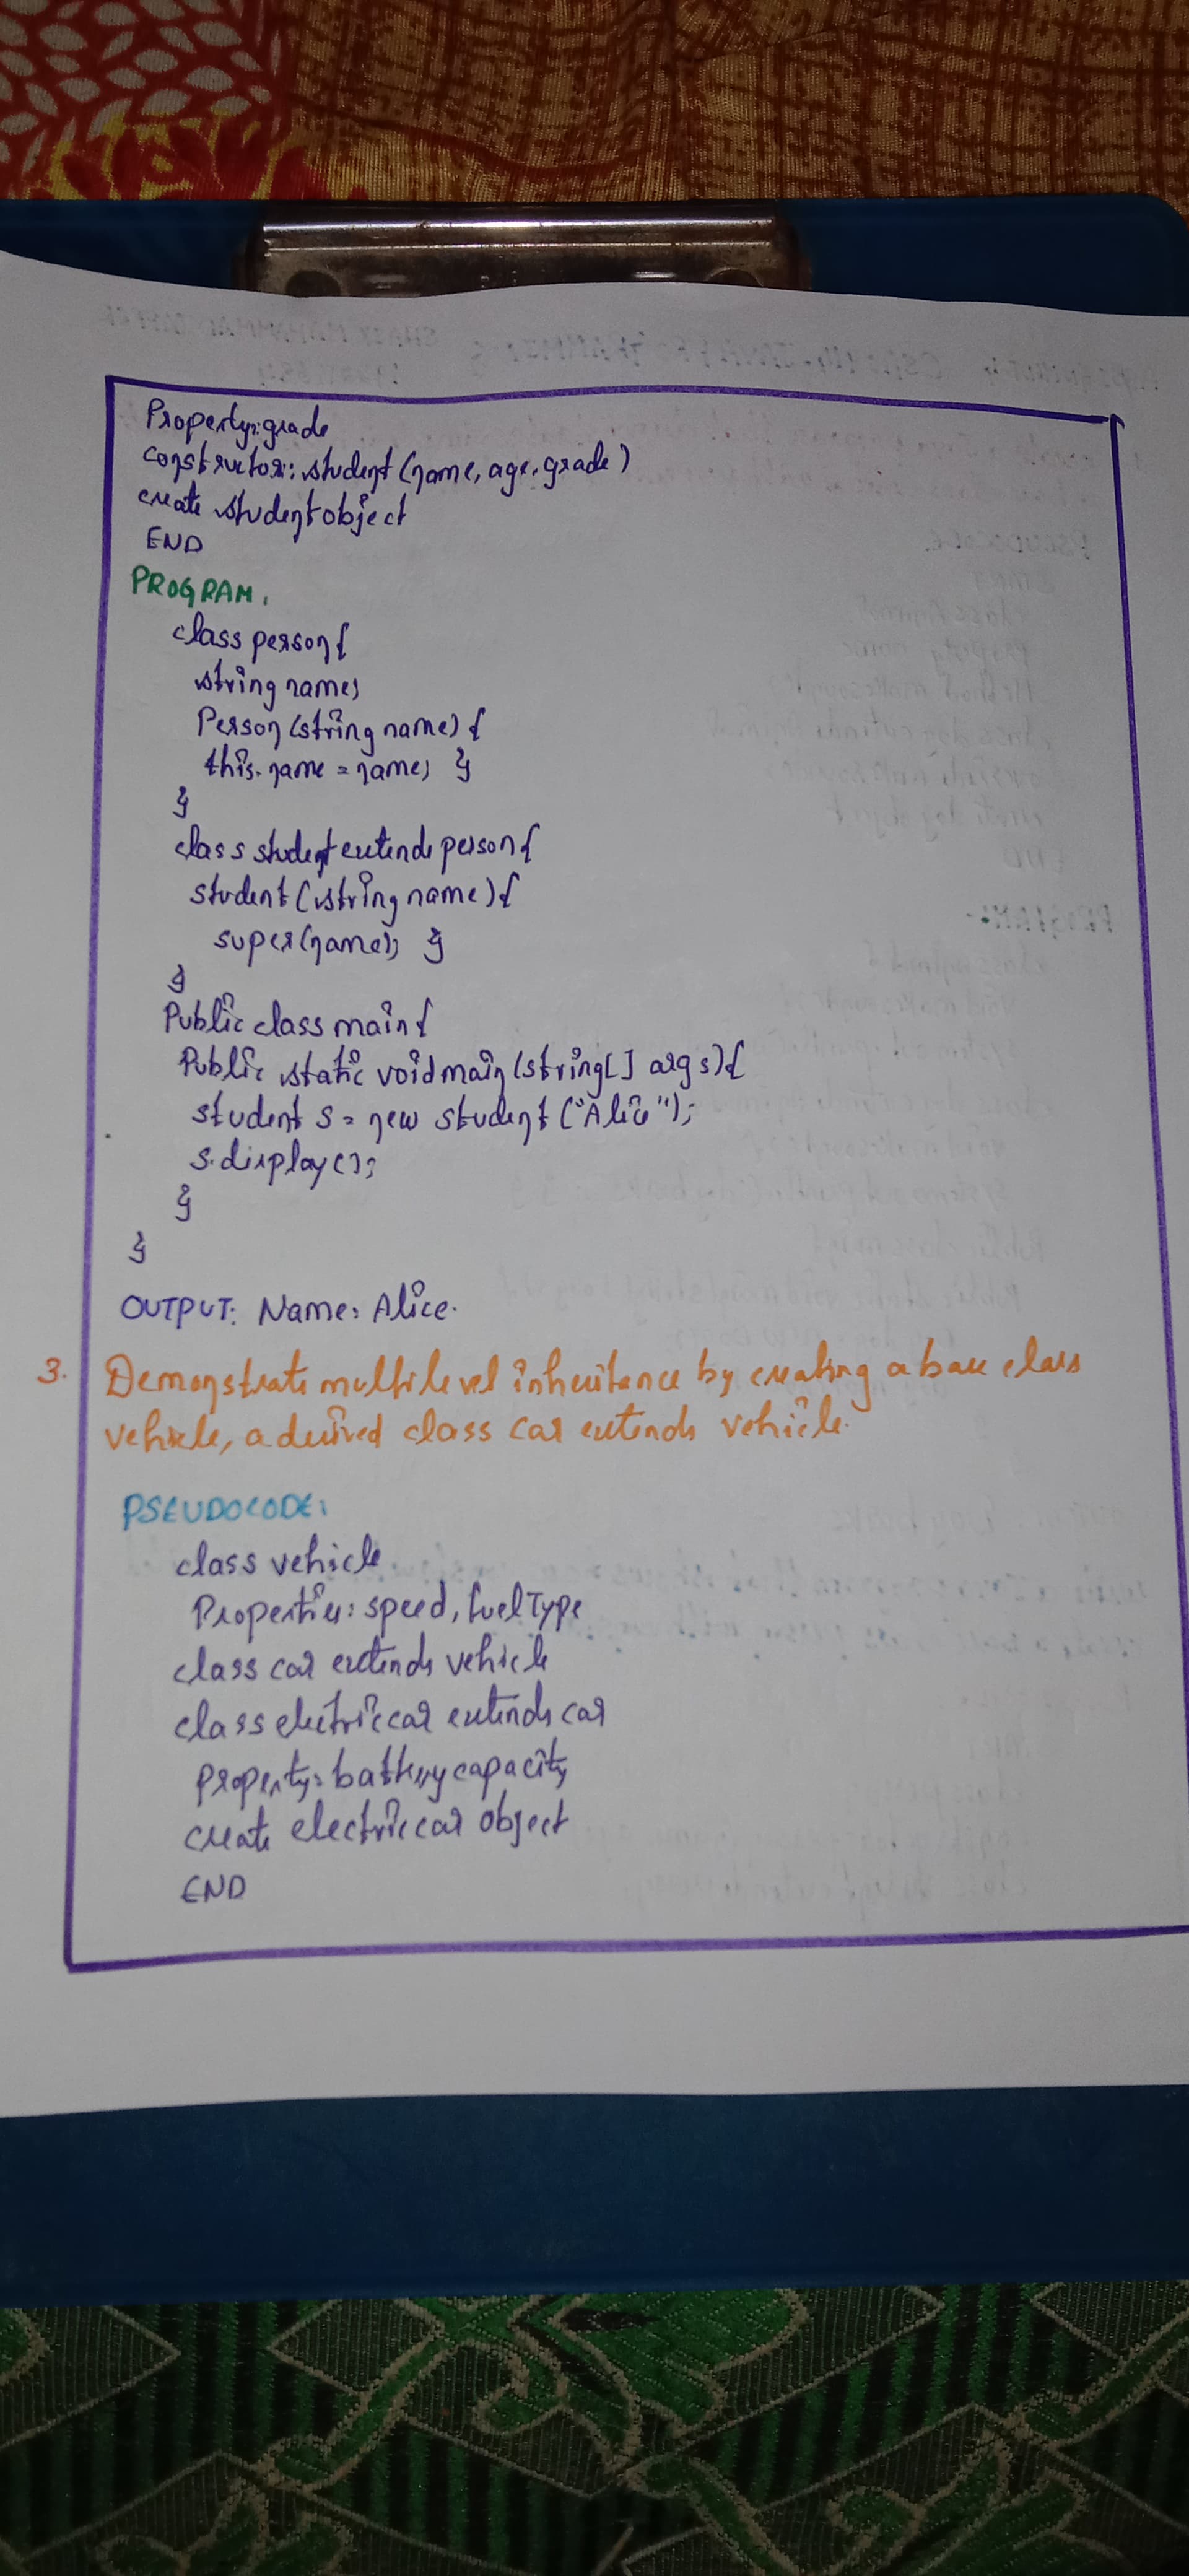 Property: grade
constructor: student (name, age, grade)
create student object
END
PROGRAM:
class person {
string name;
Person (string name) {
this. name = name; }
}
class student extends person {
student (string name) {
super(name); }
}
Public class main {
Public static void main (string[] args) {
student s = new student ("Alice");
s.display();
}
}
OUTPUT: Name: Alice.
3. Demonstrate multilevel inheritance by creating a base class
vehicle, a derived class car extends vehicle.
PSEUDOCODE:
class vehicle
Properties: speed, fuelType
class car extends vehicle
class electric car extends car
Property: battery capacity
create electric car object
END